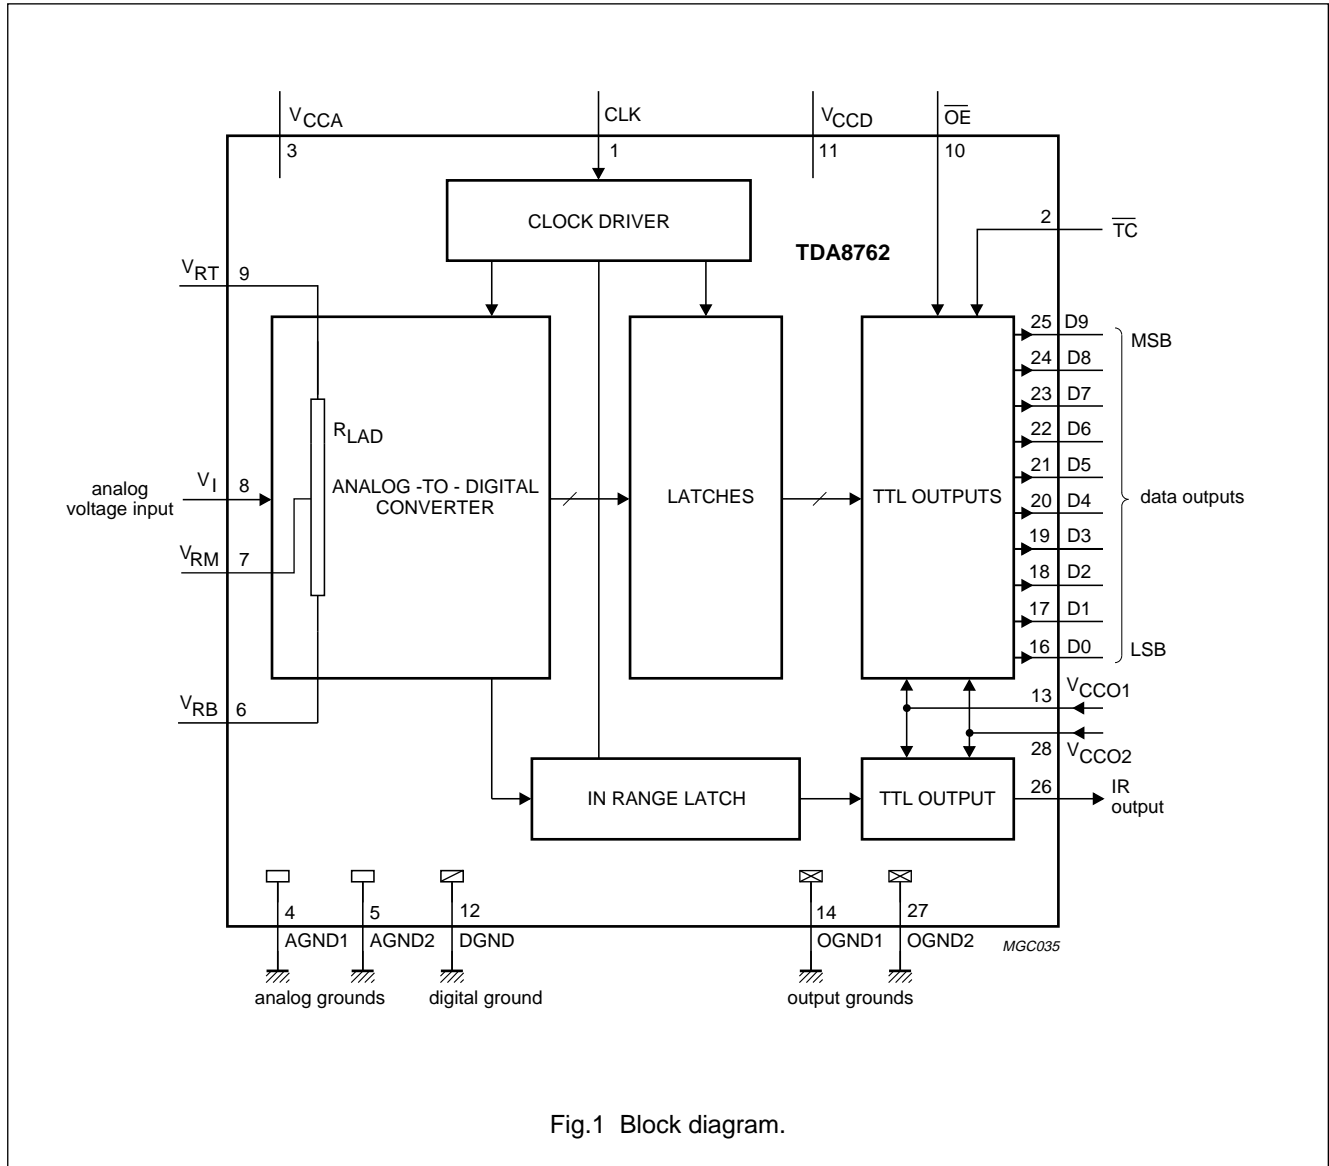 VCCA CLK VCCD OE
3 1 11 10
CLOCK DRIVER
2 TC
TDA8762
VRT 9
25 D9 MSB
24 D8
23 D7
22 D6
21 D5
20 D4
19 D3
18 D2
17 D1
16 D0 LSB
data outputs
RLAD
analog
voltage input
VI 8
ANALOG -TO - DIGITAL
CONVERTER
LATCHES
TTL OUTPUTS
VRM 7
VRB 6
13 VCCO1
28 VCCO2
IN RANGE LATCH
TTL OUTPUT
26 IR
output
4 5 12 14 27
AGND1 AGND2 DGND OGND1 OGND2
MGC035
analog grounds digital ground output grounds
Fig.1 Block diagram.